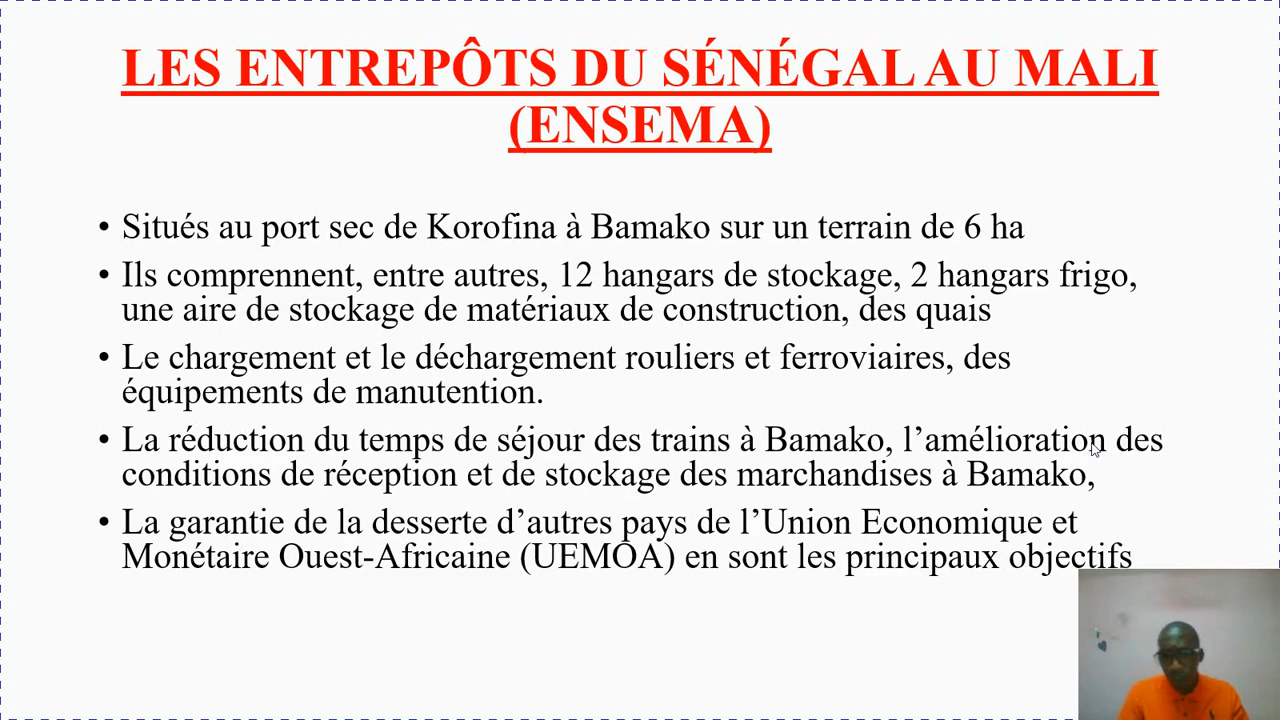 LES ENTREPÔTS DU SÉNÉGAL AU MALI
(ENSEMA)
• Situés au port sec de Korofina à Bamako sur un terrain de 6 ha
• Ils comprennent, entre autres, 12 hangars de stockage, 2 hangars frigo,
une aire de stockage de matériaux de construction, des quais
• Le chargement et le déchargement rouliers et ferroviaires, des
équipements de manutention.
• La réduction du temps de séjour des trains à Bamako, l’amélioration des
conditions de réception et de stockage des marchandises à Bamako,
• La garantie de la desserte d’autres pays de l’Union Economique et
Monétaire Ouest-Africaine (UEMOA) en sont les principaux objectifs